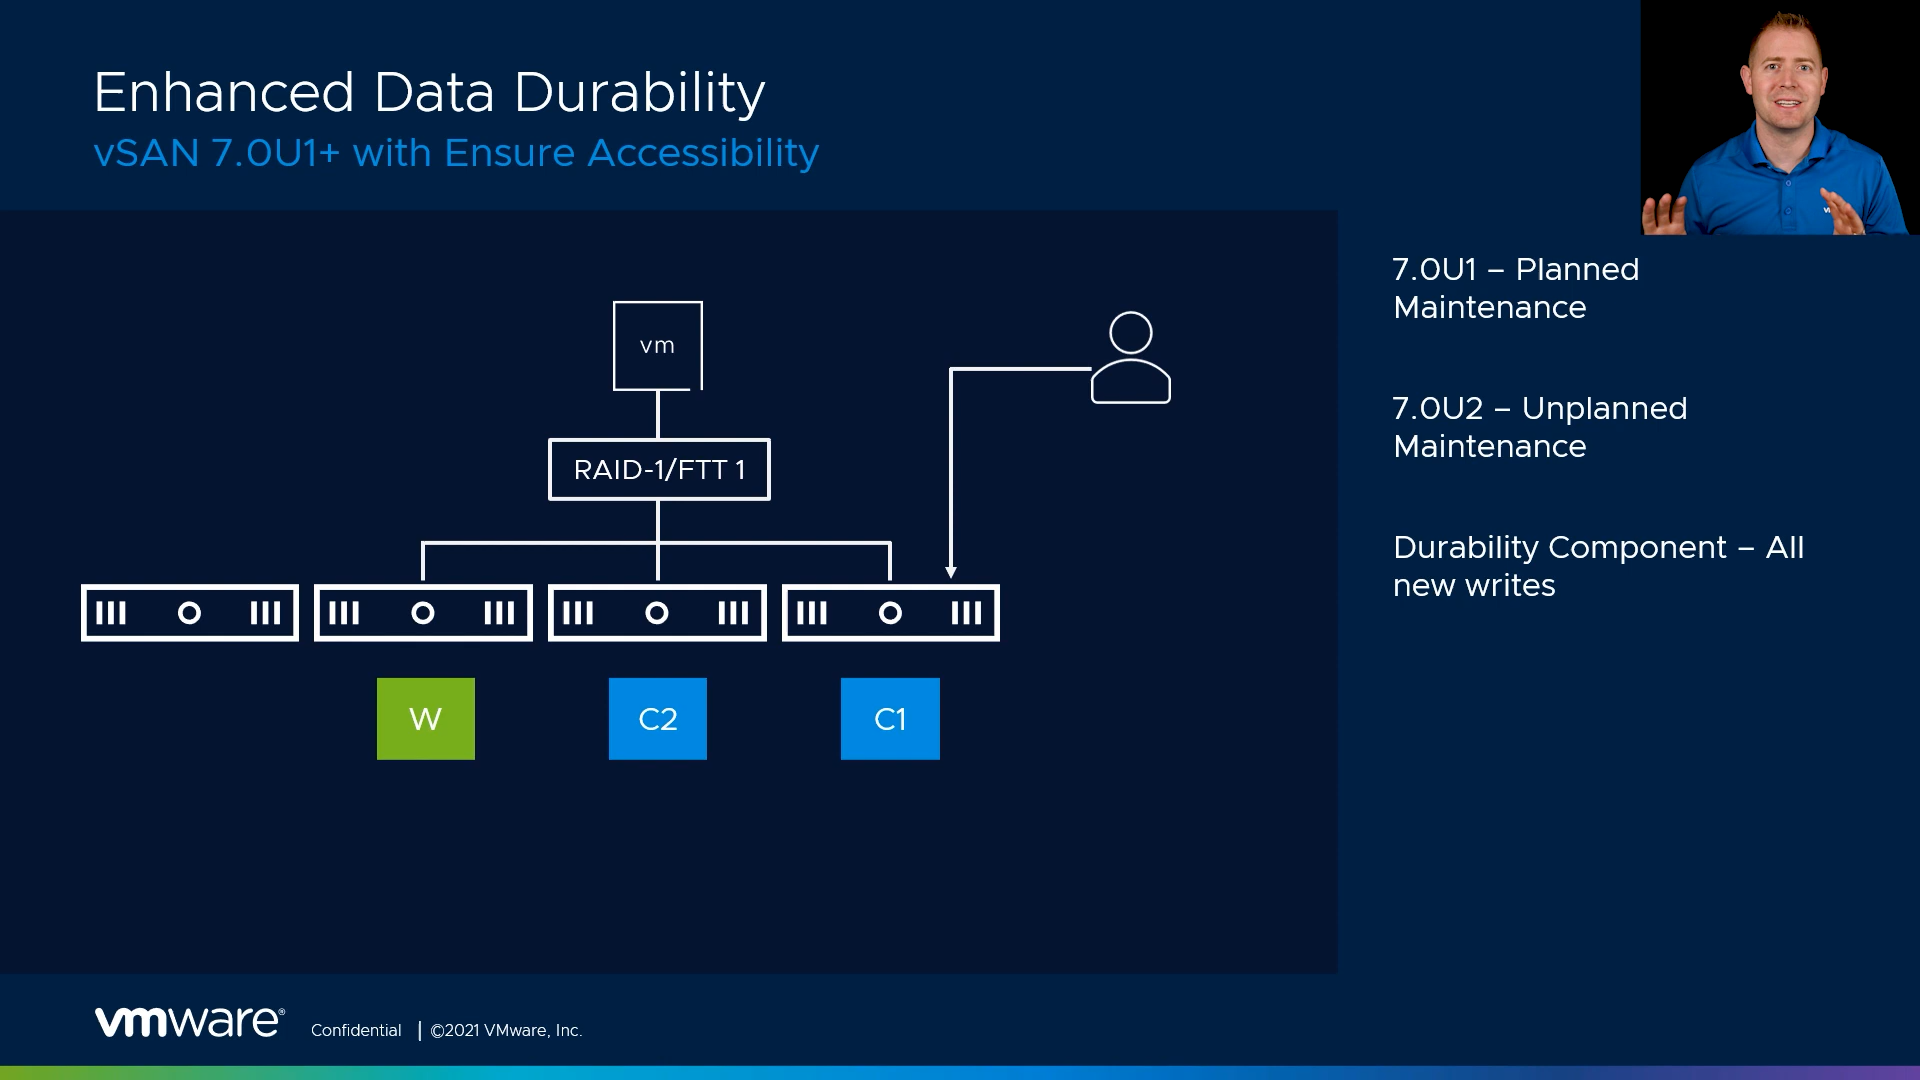 Enhanced Data Durability
vSAN 7.0U1+ with Ensure Accessibility
vm
RAID-1/FTT 1
W
C2
C1
7.0U1 – Planned
Maintenance
7.0U2 – Unplanned
Maintenance
Durability Component – All
new writes
vmware®
Confidential | ©2021 VMware, Inc.